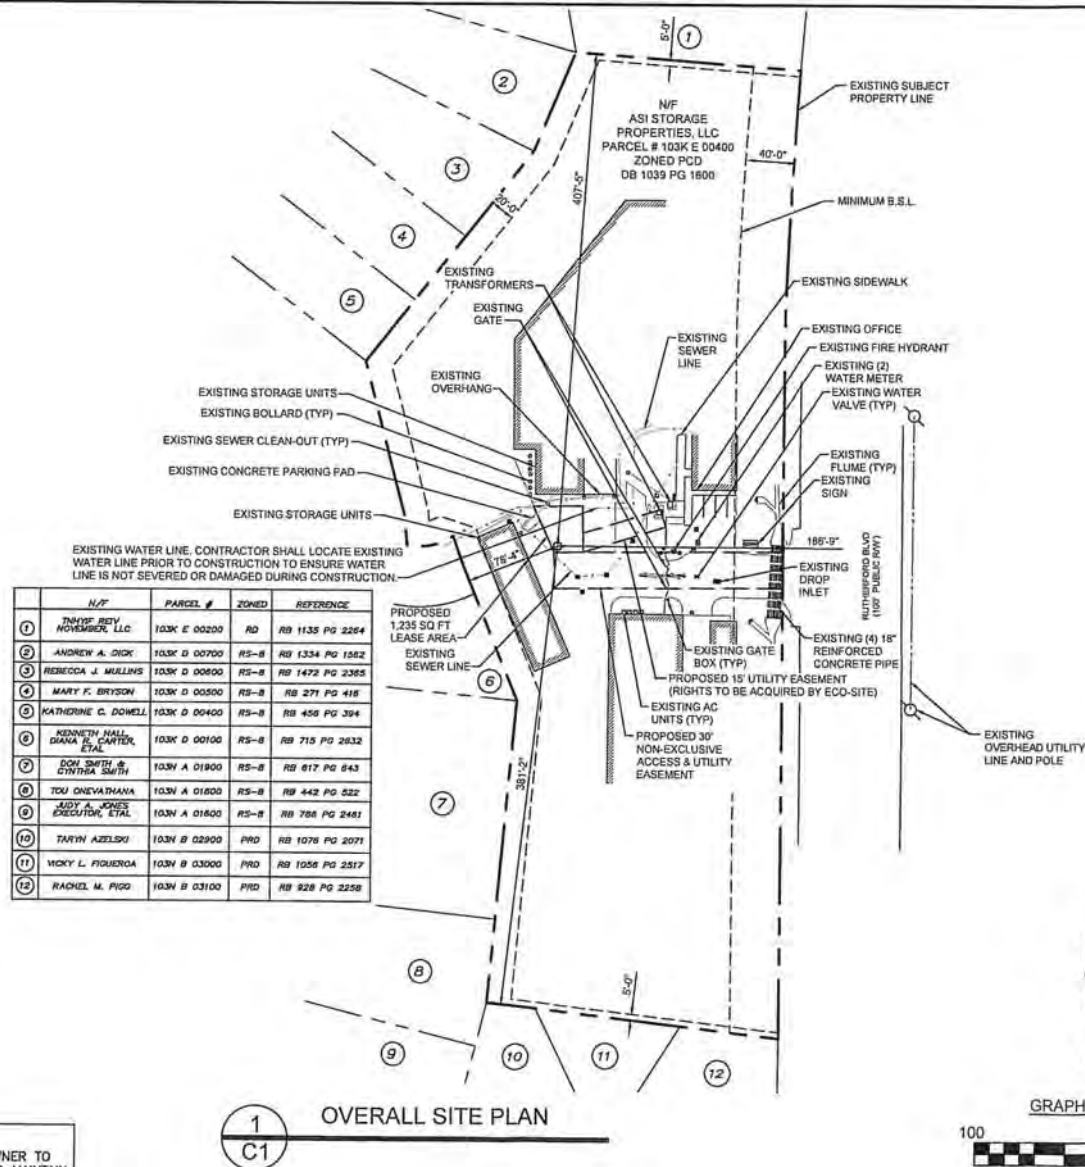 5'-0"
1
EXISTING SUBJECT
PROPERTY LINE
2
N/F
ASI STORAGE
PROPERTIES, LLC
PARCEL # 103K E 00400
ZONED PCD
DB 1039 PG 1600
40'-0"
3
MINIMUM B.S.L.
20'-0"
407'-5"
4
EXISTING
TRANSFORMERS
EXISTING SIDEWALK
5
EXISTING
GATE
EXISTING OFFICE
EXISTING
SEWER
LINE
EXISTING FIRE HYDRANT
EXISTING
OVERHANG
EXISTING (2)
WATER METER
EXISTING STORAGE UNITS
EXISTING WATER
VALVE (TYP)
EXISTING BOLLARD (TYP)
EXISTING SEWER CLEAN-OUT (TYP)
EXISTING
FLUME (TYP)
EXISTING CONCRETE PARKING PAD
EXISTING
SIGN
EXISTING STORAGE UNITS
EXISTING WATER LINE. CONTRACTOR SHALL LOCATE EXISTING
WATER LINE PRIOR TO CONSTRUCTION TO ENSURE WATER
LINE IS NOT SEVERED OR DAMAGED DURING CONSTRUCTION.
76'-4"
186'-9"
EXISTING
DROP
INLET
RUTHERFORD BLVD
(100' PUBLIC R/W)
PROPOSED
1,235 SQ FT
LEASE AREA
EXISTING
SEWER LINE
EXISTING (4) 18"
REINFORCED
CONCRETE PIPE
EXISTING GATE
BOX (TYP)
6
PROPOSED 15' UTILITY EASEMENT
(RIGHTS TO BE ACQUIRED BY ECO-SITE)
EXISTING AC
UNITS (TYP)
PROPOSED 30'
NON-EXCLUSIVE
ACCESS & UTILITY
EASEMENT
EXISTING
OVERHEAD UTILITY
LINE AND POLE
381'-2"
7
N/F PARCEL # ZONED REFERENCE
1 NOVEMBER, LLC 103K E 00200 RD RB 1135 PG 2264
2 ANDREW A. DICK 103K D 00700 RS-8 RB 1334 PG 1562
3 REBECCA J. MULLINS 103K D 00600 RS-8 RB 1472 PG 2365
4 MARY F. BRYSON 103K D 00500 RS-8 RB 271 PG 416
5 KATHERINE C. DOWELL 103K D 00400 RS-8 RB 456 PG 394
6 KENNETH HALL, DIANA R. CARTER, ETAL 103K D 00100 RS-8 RB 715 PG 2632
7 DON SMITH & CYNTHIA SMITH 103N A 01900 RS-8 RB 617 PG 643
8 TOU ONEVATHANA 103N A 01800 RS-8 RB 442 PG 522
9 JUDY A. JONES EXECUTOR, ETAL 103N A 01600 RS-8 RB 786 PG 2461
10 TARYN AZELSKI 103N B 02900 PRD RB 1076 PG 2071
11 VICKY L. FIGUEROA 103N B 03000 PRD RB 1056 PG 2517
12 RACHEL M. PIGG 103N B 03100 PRD RB 928 PG 2258
8
5'-0"
9
10
11
12
1
C1
OVERALL SITE PLAN
GRAPH
100
NER TO